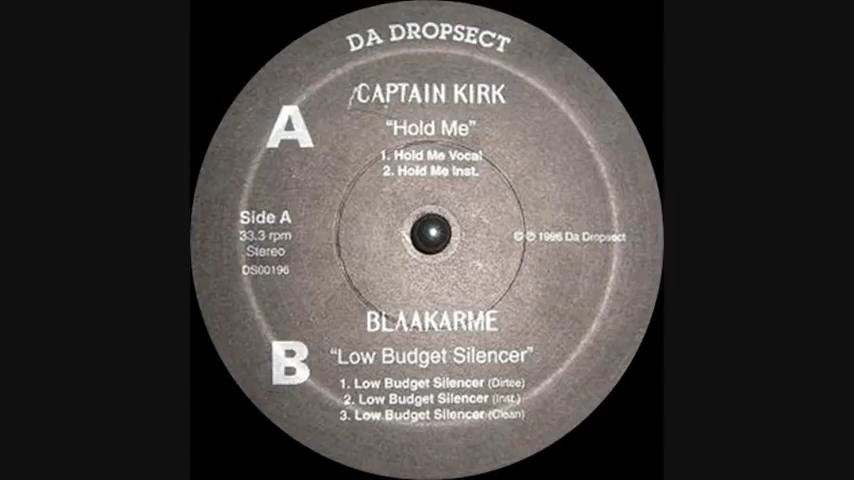 DA DROPSECT
CAPTAIN KIRK
A
"Hold Me"
1. Hold Me Vocal
2. Hold Me Inst.
Side A
33.3 rpm
Stereo
DS00196
© ℗ 1996 Da Dropsect
BLAAKARME
B
"Low Budget Silencer"
1. Low Budget Silencer (Dirtee)
2. Low Budget Silencer (Inst.)
3. Low Budget Silencer (Clean)